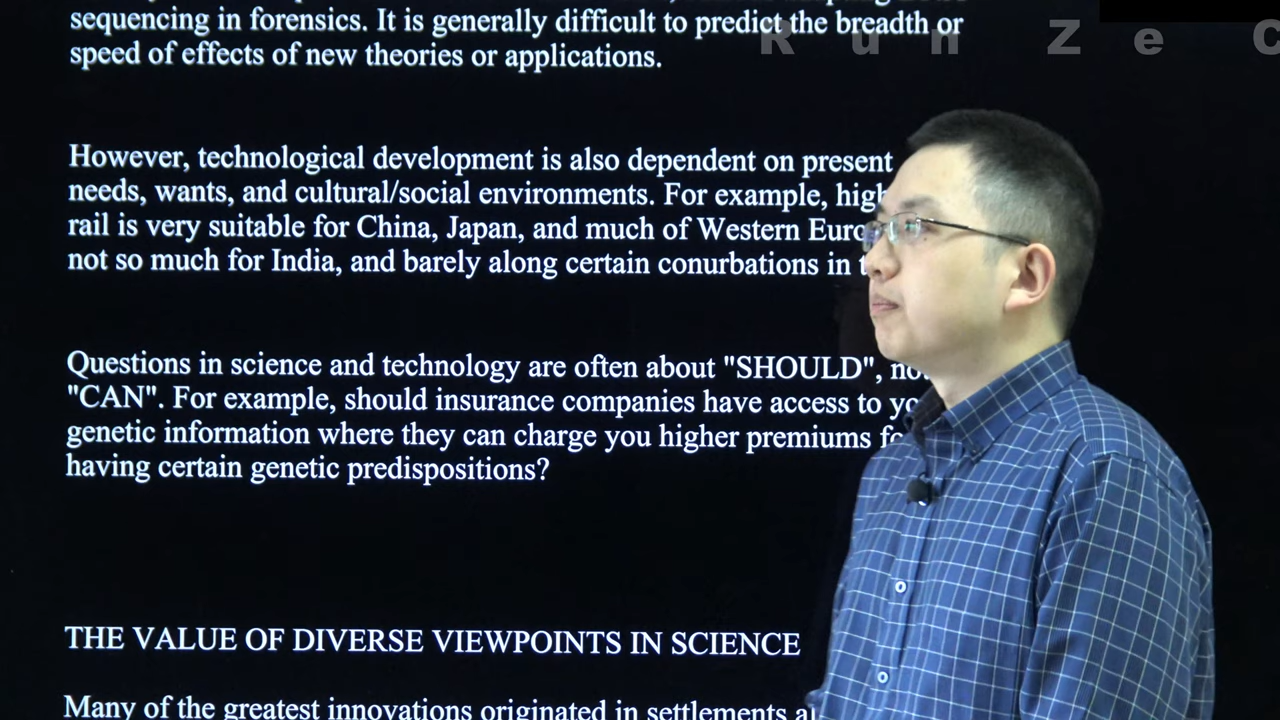 sequencing in forensics. It is generally difficult to predict the breadth or
speed of effects of new theories or applications.
Run Ze C
However, technological development is also dependent on present
needs, wants, and cultural/social environments. For example, high
rail is very suitable for China, Japan, and much of Western Euro
not so much for India, and barely along certain conurbations in t
Questions in science and technology are often about "SHOULD", no
"CAN". For example, should insurance companies have access to yo
genetic information where they can charge you higher premiums fo
having certain genetic predispositions?
THE VALUE OF DIVERSE VIEWPOINTS IN SCIENCE
Many of the greatest innovations originated in settlements